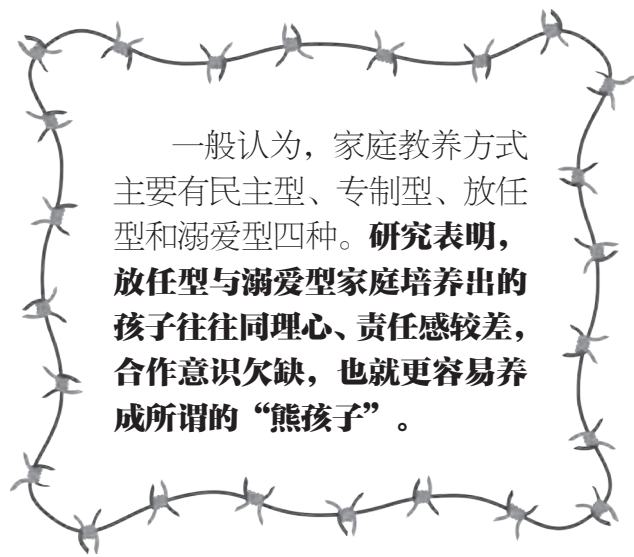 一般认为，家庭教养方式
主要有民主型、专制型、放任
型和溺爱型四种。研究表明，
放任型与溺爱型家庭培养出的
孩子往往同理心、责任感较差，
合作意识欠缺，也就更容易养
成所谓的“熊孩子”。